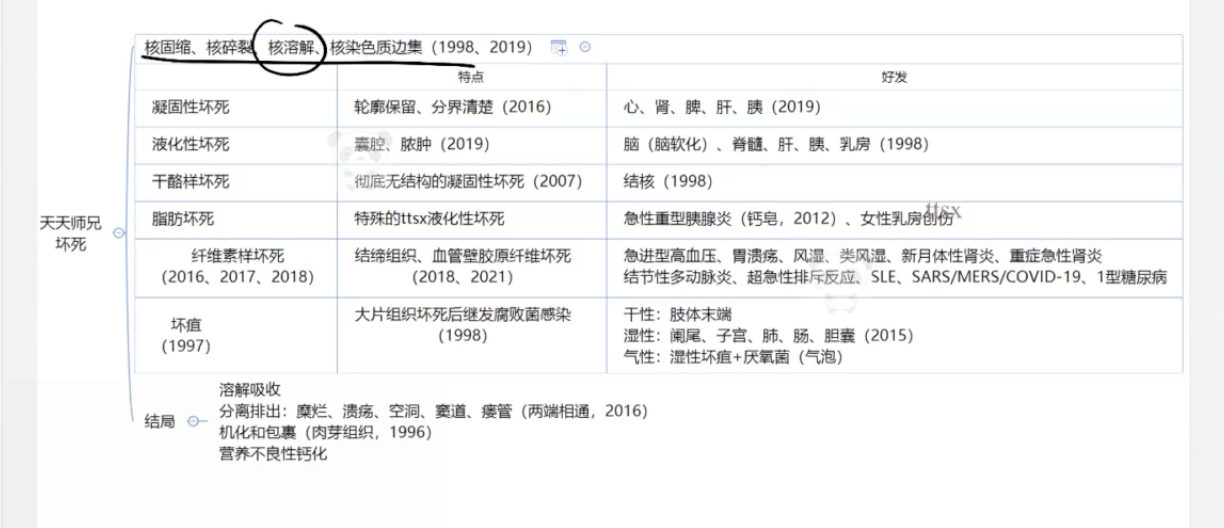 核固缩、核碎裂、核溶解、核染色质边集（1998、2019）
特点
好发
凝固性坏死
轮廓保留、分界清楚（2016）
心、肾、脾、肝、胰（2019）
液化性坏死
囊腔、脓肿（2019）
脑（脑软化）、脊髓、肝、胰、乳房（1998）
干酪样坏死
彻底无结构的凝固性坏死（2007）
结核（1998）
ttsx
脂肪坏死
特殊的ttsx液化性坏死
急性重型胰腺炎（钙皂，2012）、女性乳房创伤
天天师兄
坏死
纤维素样坏死
（2016、2017、2018）
结缔组织、血管壁胶原纤维坏死
（2018、2021）
急进型高血压、胃溃疡、风湿、类风湿、新月体性肾炎、重症急性肾炎
结节性多动脉炎、超急性排斥反应、SLE、SARS/MERS/COVID-19、1型糖尿病
坏疽
（1997）
大片组织坏死后继发腐败菌感染
（1998）
干性：肢体末端
湿性：阑尾、子宫、肺、肠、胆囊（2015）
气性：湿性坏疽+厌氧菌（气泡）
结局
溶解吸收
分离排出：糜烂、溃疡、空洞、窦道、瘘管（两端相通，2016）
机化和包裹（肉芽组织，1996）
营养不良性钙化